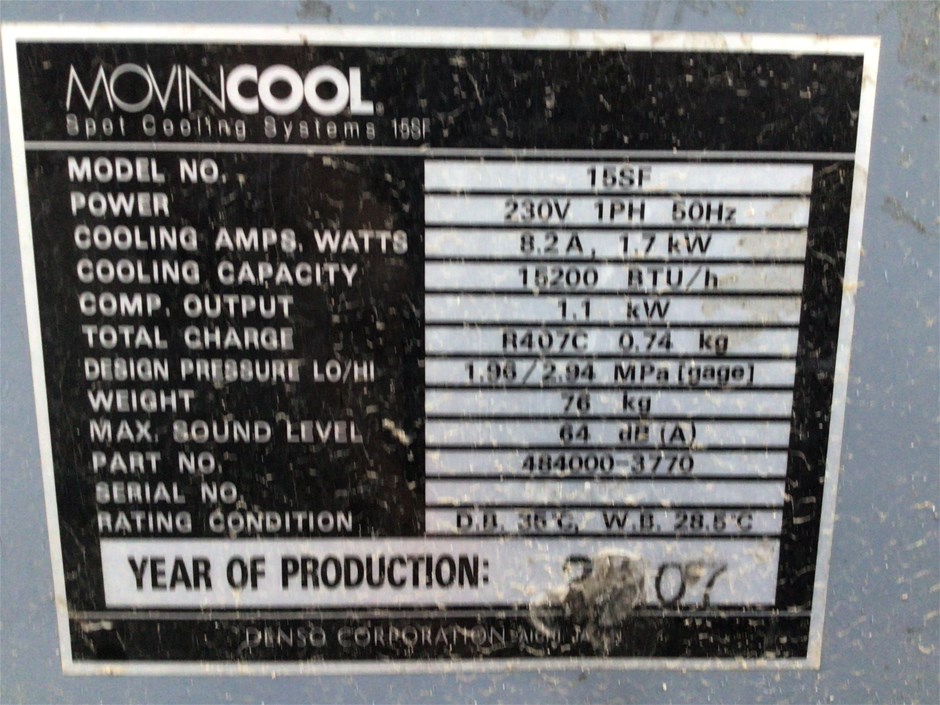 MOVINCOOL®
Spot Cooling Systems 15SF
MODEL NO. 15SF
POWER 230V 1PH 50Hz
COOLING AMPS. WATTS 8.2A, 1.7 kW
COOLING CAPACITY 15200 BTU/h
COMP. OUTPUT 1.1 kW
TOTAL CHARGE R407C 0.74 kg
DESIGN PRESSURE LO/HI 1.96/2.94 MPa [gage]
WEIGHT 76 kg
MAX. SOUND LEVEL 64 dB (A)
PART NO. 484000-3770
SERIAL NO.
RATING CONDITION D.B. 35°C, W.B. 28.5°C
YEAR OF PRODUCTION:
DENSO CORPORATION AICHI